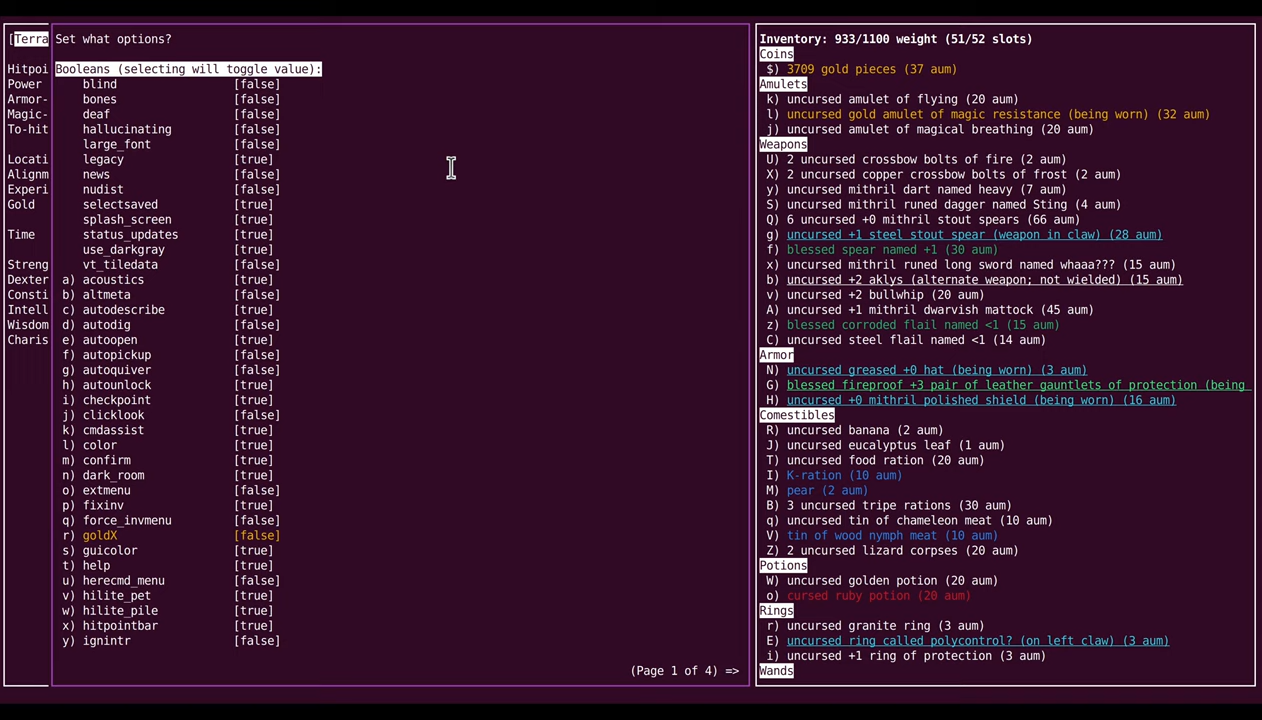 [Terra
Hitpoi
Power
Armor-
Magic-
To-hit
Locati
Alignm
Experi
Gold
Time
Streng
Dexter
Consti
Intell
Wisdom
Charis
Set what options?
Booleans (selecting will toggle value):
blind [false]
bones [false]
deaf [false]
hallucinating [false]
large_font [false]
legacy [true]
news [false]
nudist [false]
selectsaved [true]
splash_screen [true]
status_updates [true]
use_darkgray [true]
vt_tiledata [false]
a) acoustics [true]
b) altmeta [false]
c) autodescribe [true]
d) autodig [false]
e) autoopen [true]
f) autopickup [false]
g) autoquiver [false]
h) autounlock [true]
i) checkpoint [true]
j) clicklook [false]
k) cmdassist [true]
l) color [true]
m) confirm [true]
n) dark_room [true]
o) extmenu [false]
p) fixinv [true]
q) force_invmenu [false]
r) goldX [false]
s) guicolor [true]
t) help [true]
u) herecmd_menu [false]
v) hilite_pet [true]
w) hilite_pile [true]
x) hitpointbar [true]
y) ignintr [false]
(Page 1 of 4) =>
Inventory: 933/1100 weight (51/52 slots)
Coins
$) 3709 gold pieces (37 aum)
Amulets
k) uncursed amulet of flying (20 aum)
l) uncursed gold amulet of magic resistance (being worn) (32 aum)
j) uncursed amulet of magical breathing (20 aum)
Weapons
U) 2 uncursed crossbow bolts of fire (2 aum)
X) 2 uncursed copper crossbow bolts of frost (2 aum)
y) uncursed mithril dart named heavy (7 aum)
S) uncursed mithril runed dagger named Sting (4 aum)
Q) 6 uncursed +0 mithril stout spears (66 aum)
g) uncursed +1 steel stout spear (weapon in claw) (28 aum)
f) blessed spear named +1 (30 aum)
x) uncursed mithril runed long sword named whaaa??? (15 aum)
b) uncursed +2 aklys (alternate weapon; not wielded) (15 aum)
v) uncursed +2 bullwhip (20 aum)
A) uncursed +1 mithril dwarvish mattock (45 aum)
z) blessed corroded flail named <1 (15 aum)
C) uncursed steel flail named <1 (14 aum)
Armor
N) uncursed greased +0 hat (being worn) (3 aum)
G) blessed fireproof +3 pair of leather gauntlets of protection (being
H) uncursed +0 mithril polished shield (being worn) (16 aum)
Comestibles
R) uncursed banana (2 aum)
J) uncursed eucalyptus leaf (1 aum)
T) uncursed food ration (20 aum)
I) K-ration (10 aum)
M) pear (2 aum)
B) 3 uncursed tripe rations (30 aum)
q) uncursed tin of chameleon meat (10 aum)
V) tin of wood nymph meat (10 aum)
Z) 2 uncursed lizard corpses (20 aum)
Potions
W) uncursed golden potion (20 aum)
o) cursed ruby potion (20 aum)
Rings
r) uncursed granite ring (3 aum)
E) uncursed ring called polycontrol? (on left claw) (3 aum)
i) uncursed +1 ring of protection (3 aum)
Wands